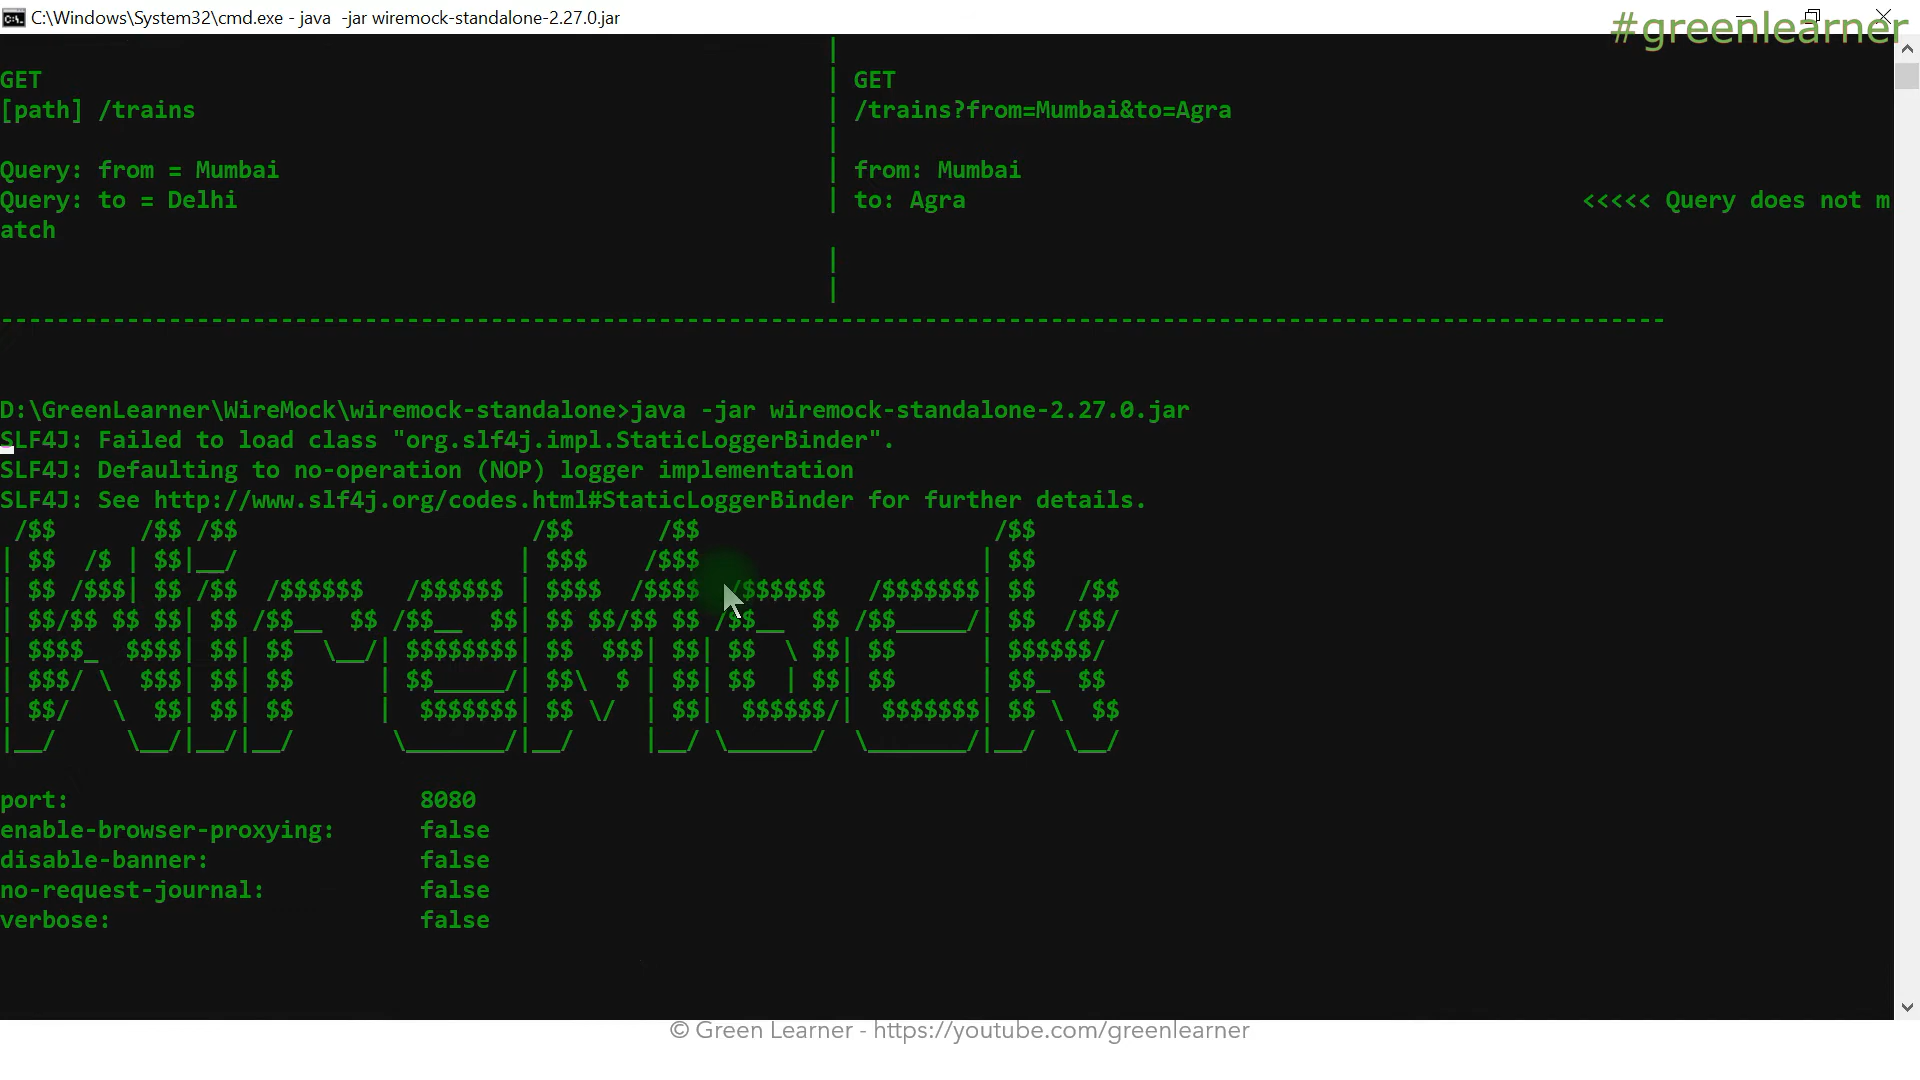 C:\Windows\System32\cmd.exe - java  -jar wiremock-standalone-2.27.0.jar
#greenlearner
|
GET | GET
[path] /trains | /trains?from=Mumbai&to=Agra
|
Query: from = Mumbai | from: Mumbai
Query: to = Delhi | to: Agra <<<<< Query does not m
atch
|
|
-----------------------------------------------------------------------------------------------------------------------
D:\GreenLearner\WireMock\wiremock-standalone>java -jar wiremock-standalone-2.27.0.jar
SLF4J: Failed to load class "org.slf4j.impl.StaticLoggerBinder".
SLF4J: Defaulting to no-operation (NOP) logger implementation
SLF4J: See http://www.slf4j.org/codes.html#StaticLoggerBinder for further details.
WireMock
port: 8080
enable-browser-proxying: false
disable-banner: false
no-request-journal: false
verbose: false
© Green Learner - https://youtube.com/greenlearner